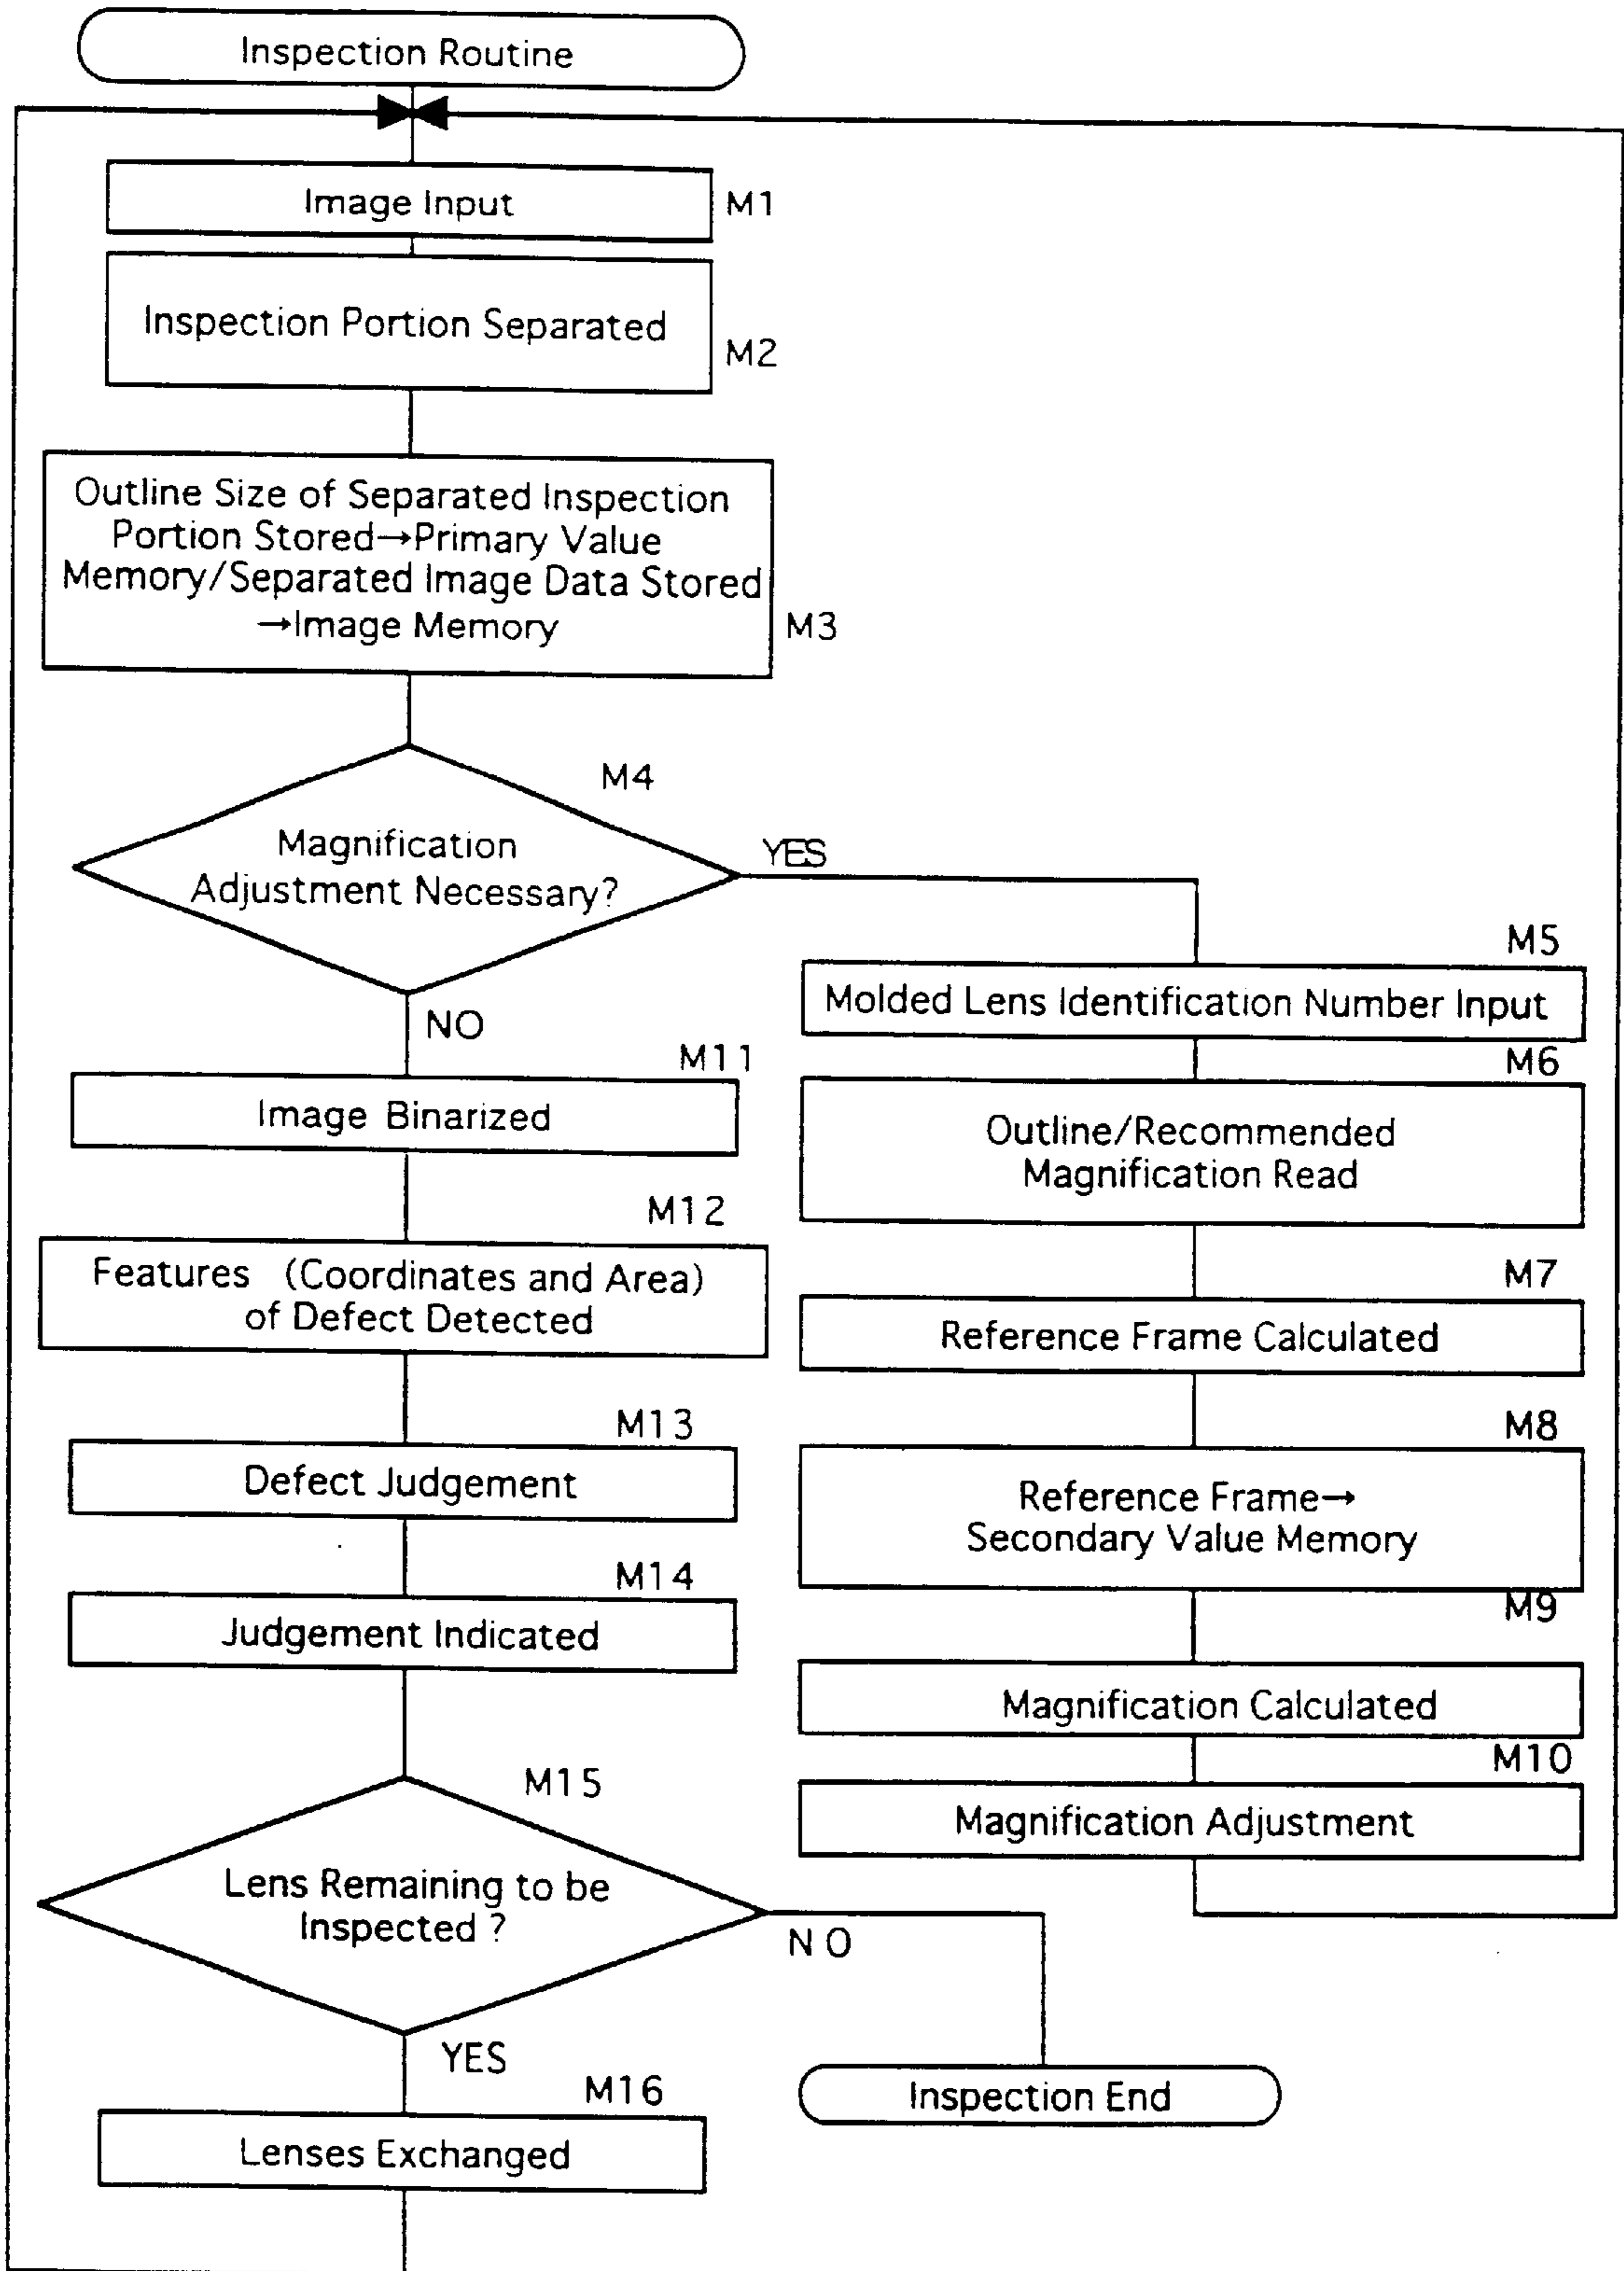 Inspection Routine
Image Input
M1
Inspection Portion Separated
M2
Outline Size of Separated Inspection
Portion Stored→Primary Value
Memory/Separated Image Data Stored
→Image Memory
M3
M4
Magnification
Adjustment Necessary?
YES
NO
M5
Molded Lens Identification Number Input
M6
Outline/Recommended
Magnification Read
M7
Reference Frame Calculated
M8
Reference Frame→
Secondary Value Memory
M9
Magnification Calculated
M10
Magnification Adjustment
M11
Image Binarized
M12
Features (Coordinates and Area)
of Defect Detected
M13
Defect Judgement
M14
Judgement Indicated
M15
Lens Remaining to be
Inspected ?
NO
YES
M16
Lenses Exchanged
Inspection End